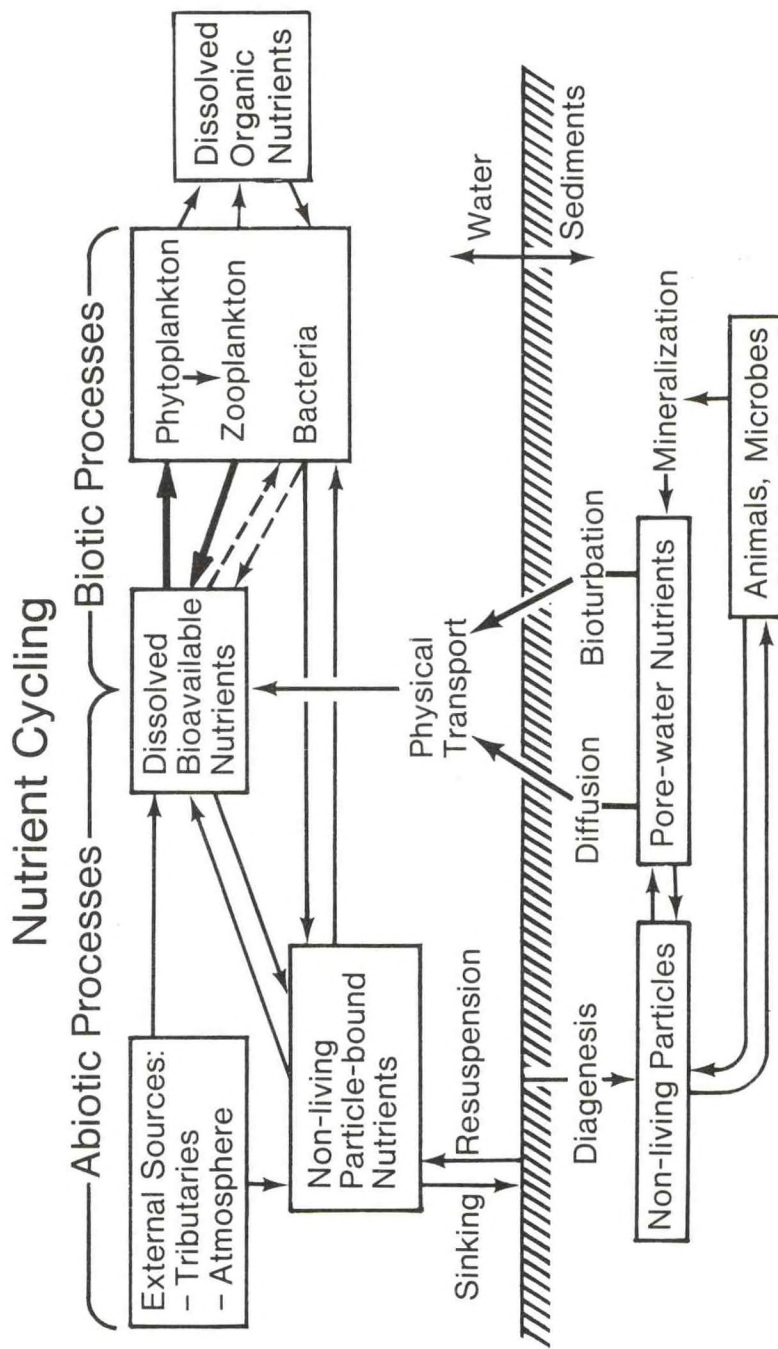 Nutrient Cycling
Abiotic Processes
Biotic Processes
External Sources:
– Tributaries
– Atmosphere
Dissolved
Bioavailable
Nutrients
Phytoplankton
Zooplankton
Bacteria
Dissolved
Organic
Nutrients
Non-living
Particle-bound
Nutrients
Physical
Transport
Sinking
Resuspension
Water
Sediments
Diagenesis
Diffusion
Bioturbation
Mineralization
Non-living Particles
Pore-water Nutrients
Animals, Microbes